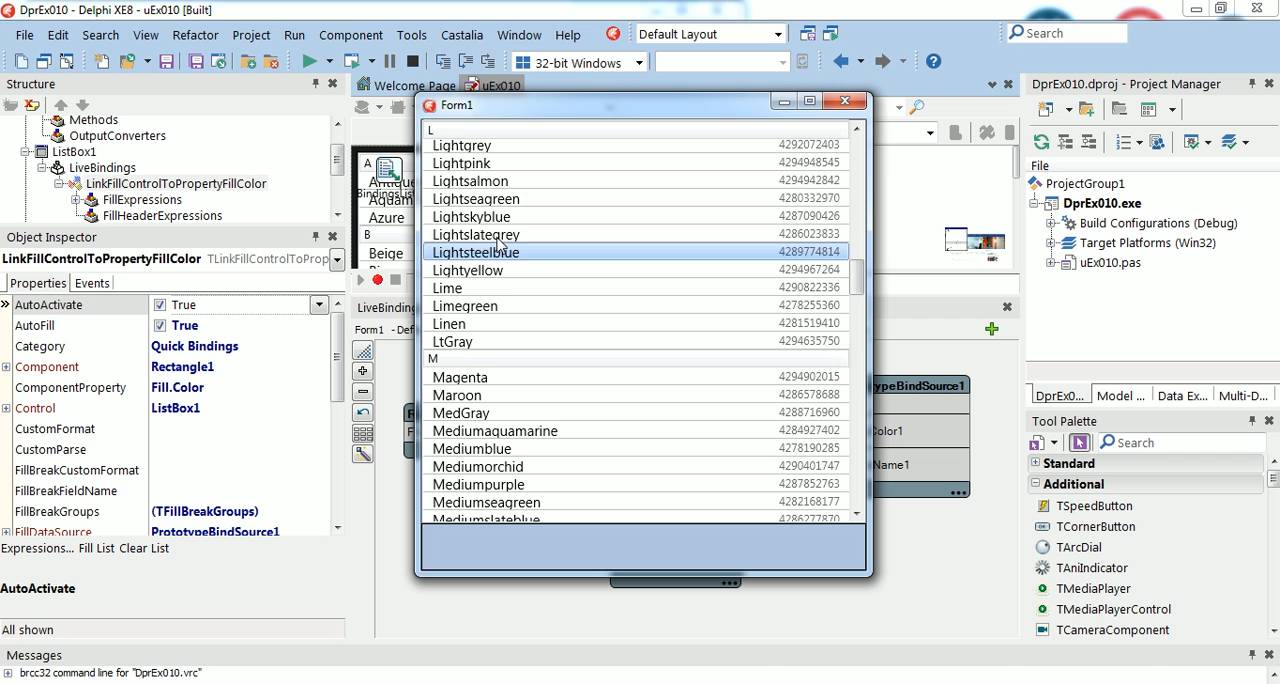 DprEx010 - Delphi XE8 - uEx010 [Built]
File Edit Search View Refactor Project Run Component Tools Castalia Window Help
Default Layout
Search
32-bit Windows
Structure
Methods
OutputConverters
ListBox1
LiveBindings
LinkFillControlToPropertyFillColor
FillExpressions
FillHeaderExpressions
Object Inspector
LinkFillControlToPropertyFillColor TLinkFillControlToProp
Properties Events
AutoActivate True
AutoFill True
Category Quick Bindings
Component Rectangle1
ComponentProperty Fill.Color
Control ListBox1
CustomFormat
CustomParse
FillBreakCustomFormat
FillBreakFieldName
FillBreakGroups (TFillBreakGroups)
FillDataSource PrototypeBindSource1
Expressions... Fill List Clear List
AutoActivate
All shown
Messages
brcc32 command line for "DprEx010.vrc"
Welcome Page uEx010
A
Antique
BindingsList
Aquam
Azure
B
Beige
LiveBinding
Form1 - Def
Form1
L
Lightgrey 4292072403
Lightpink 4294948545
Lightsalmon 4294942842
Lightseagreen 4280332970
Lightskyblue 4287090426
Lightslategrey 4286023833
Lightsteelblue 4289774814
Lightyellow 4294967264
Lime 4290822336
Limegreen 4278255360
Linen 4281519410
LtGray 4294635750
M
Magenta 4294902015
Maroon 4286578688
MedGray 4288716960
Mediumaquamarine 4284927402
Mediumblue 4278190285
Mediumorchid 4290401747
Mediumpurple 4287852763
Mediumseagreen 4282168177
Mediumslateblue 4286277870
ypeBindSource1
Color1
Name1
DprEx010.dproj - Project Manager
File
ProjectGroup1
DprEx010.exe
Build Configurations (Debug)
Target Platforms (Win32)
uEx010.pas
DprEx0... Model ... Data Ex... Multi-D...
Tool Palette
Search
Standard
Additional
TSpeedButton
TCornerButton
TArcDial
TAniIndicator
TMediaPlayer
TMediaPlayerControl
TCameraComponent